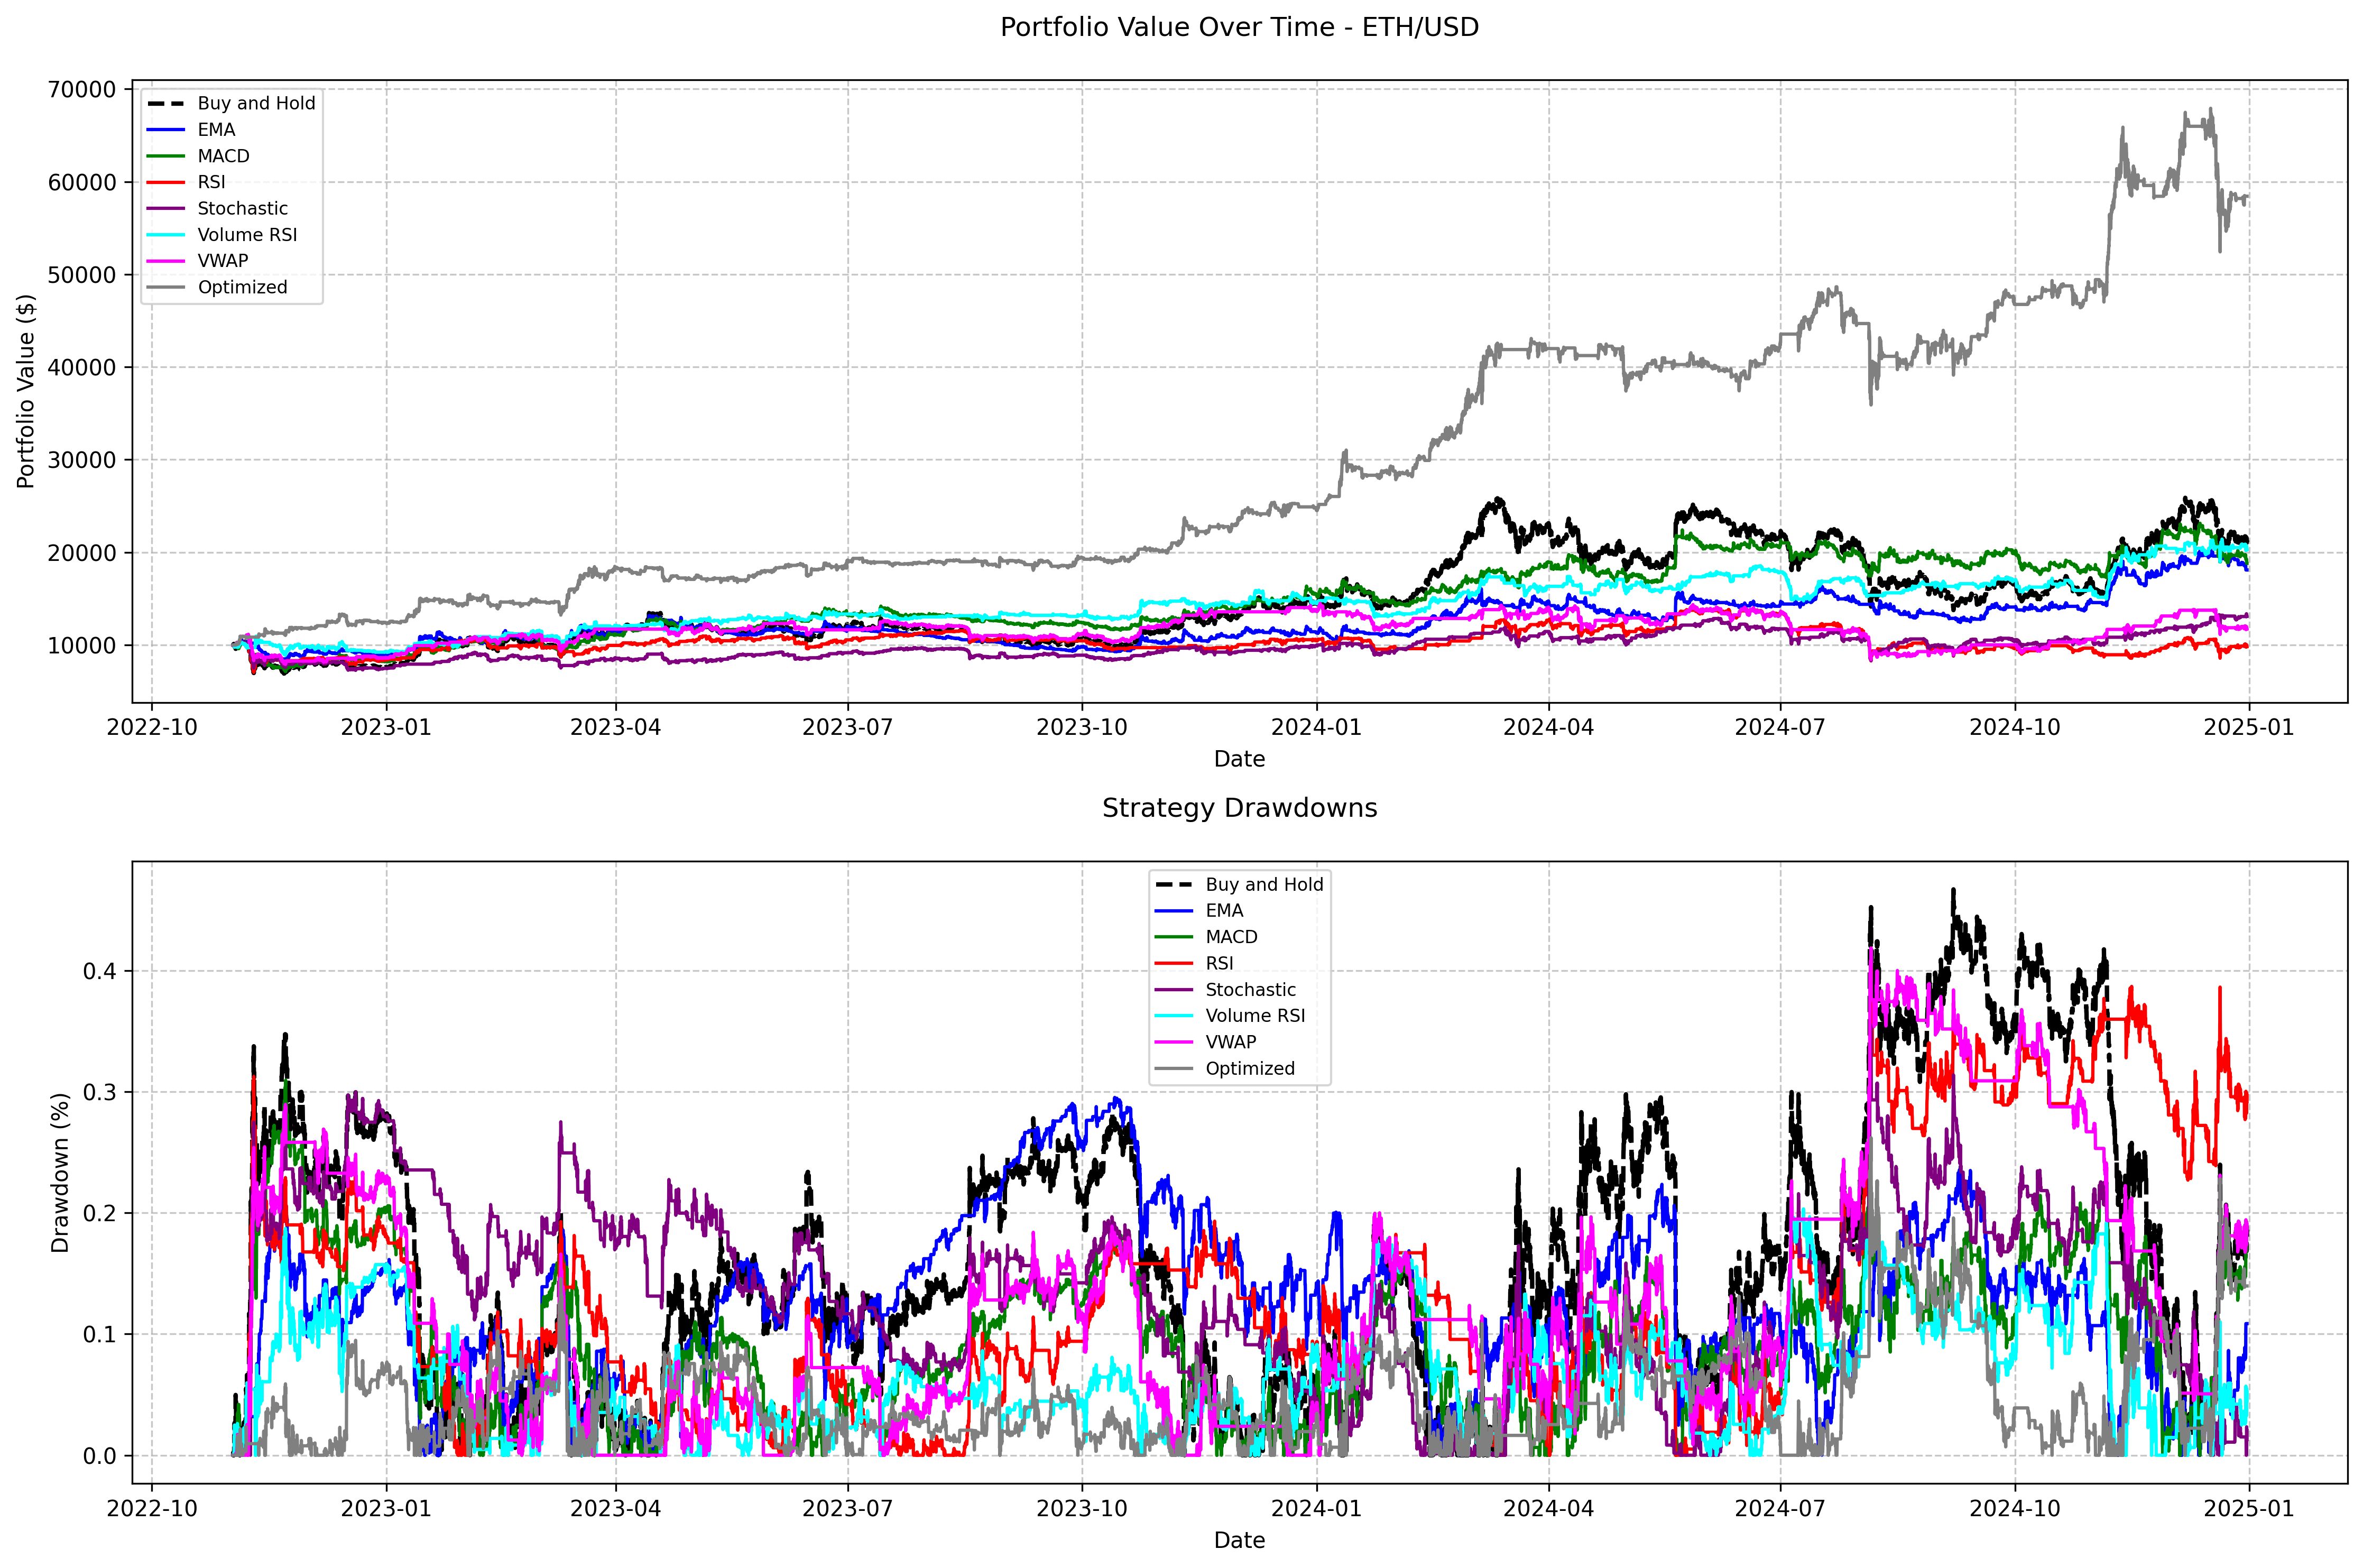 Portfolio Value Over Time - ETH/USD
70000
60000
50000
40000
30000
20000
10000
Portfolio Value ($)
Buy and Hold
EMA
MACD
RSI
Stochastic
Volume RSI
VWAP
Optimized
2022-10 2023-01 2023-04 2023-07 2023-10 2024-01 2024-04 2024-07 2024-10 2025-01
Date
Strategy Drawdowns
0.4
0.3
0.2
0.1
0.0
Drawdown (%)
Buy and Hold
EMA
MACD
RSI
Stochastic
Volume RSI
VWAP
Optimized
2022-10 2023-01 2023-04 2023-07 2023-10 2024-01 2024-04 2024-07 2024-10 2025-01
Date